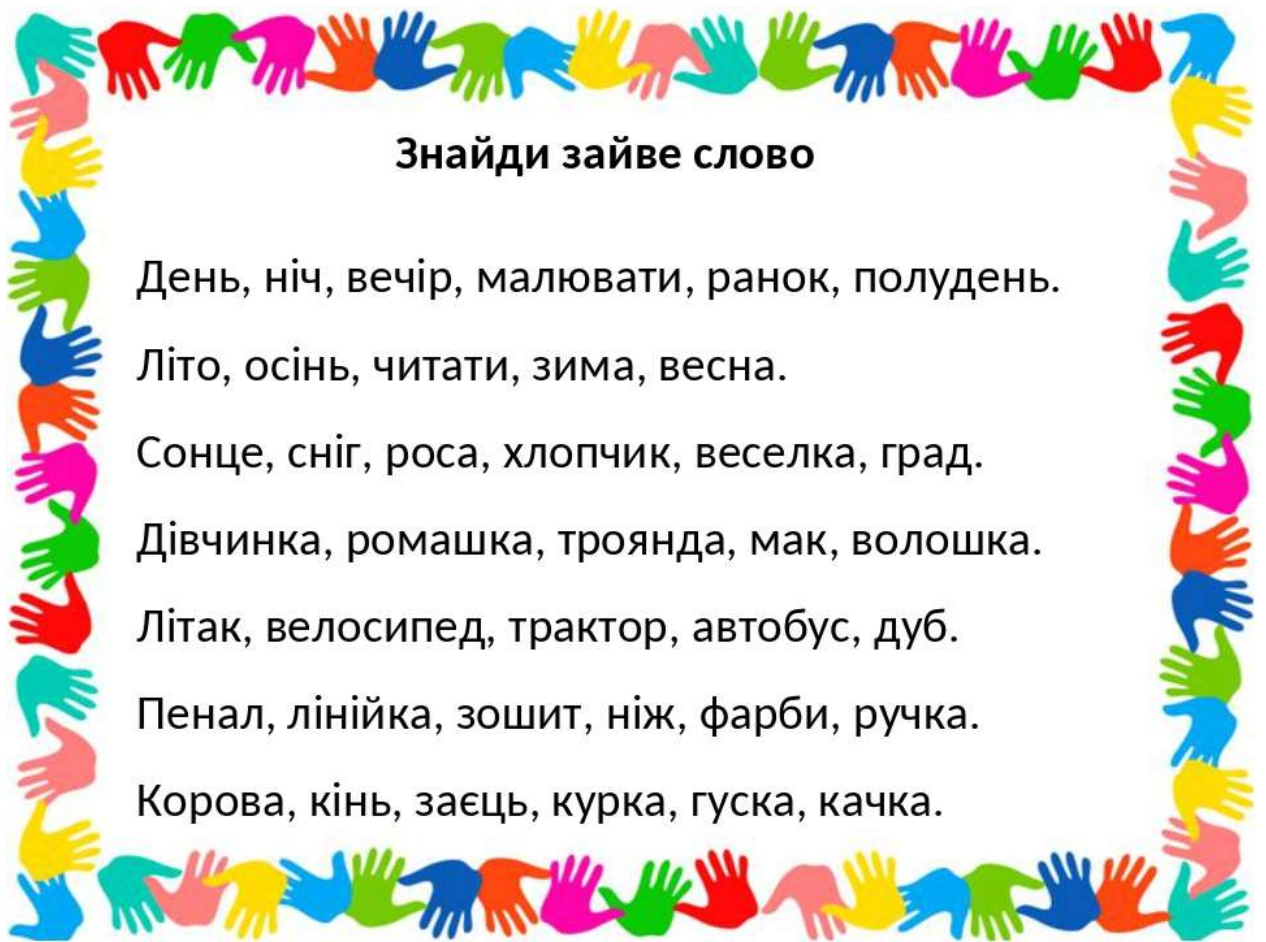 Знайди зайве слово
День, ніч, вечір, малювати, ранок, полудень.
Літо, осінь, читати, зима, весна.
Сонце, сніг, роса, хлопчик, веселка, град.
Дівчинка, ромашка, троянда, мак, волошка.
Літак, велосипед, трактор, автобус, дуб.
Пенал, лінійка, зошит, ніж, фарби, ручка.
Корова, кінь, заєць, курка, гуска, качка.